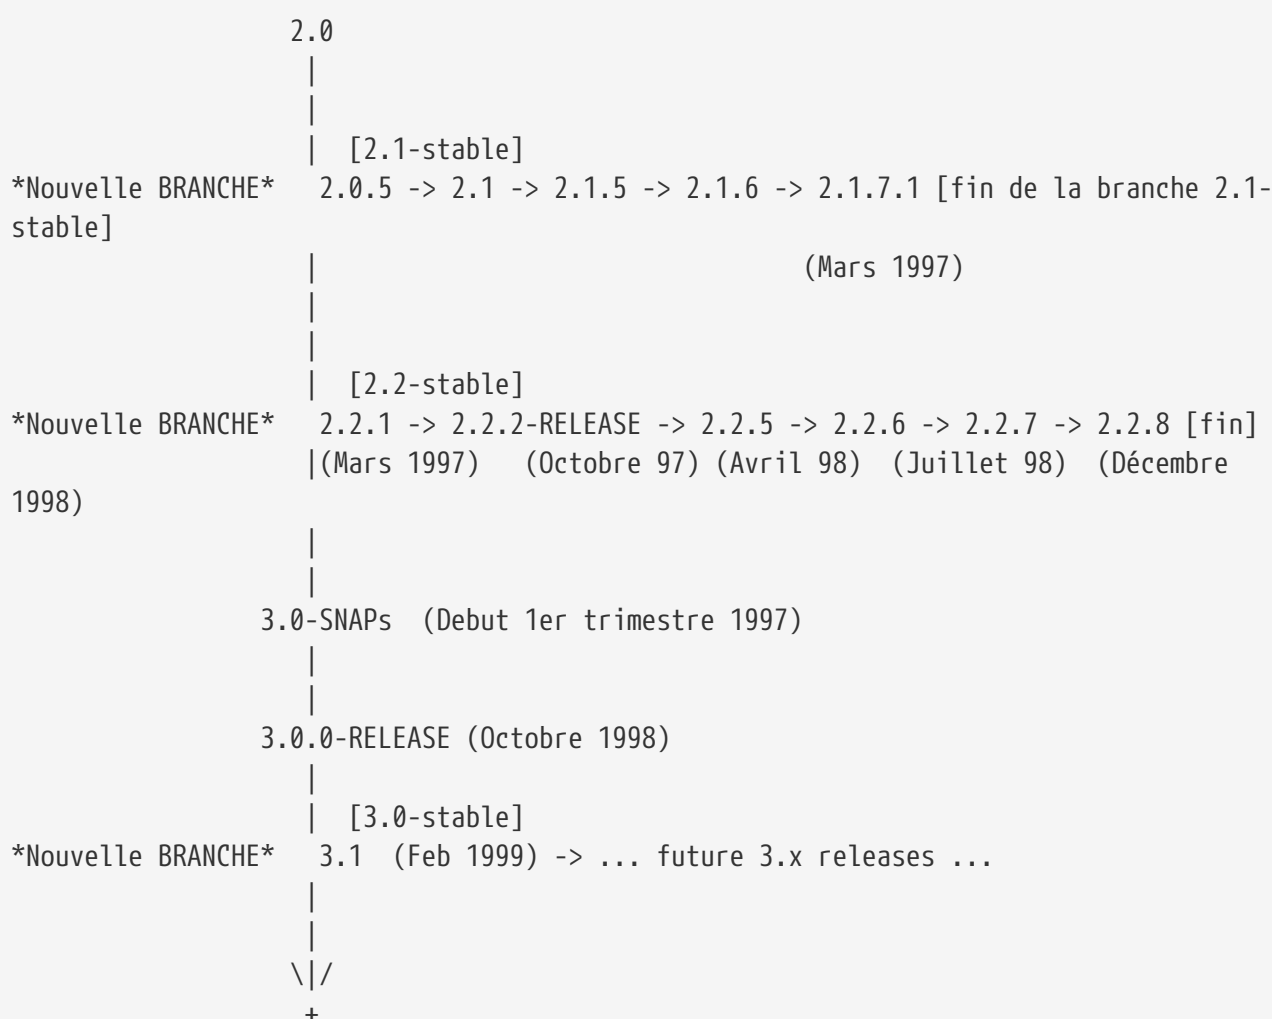 2.0
                  |
                  |
                  |  [2.1-stable]
*Nouvelle BRANCHE*   2.0.5 -> 2.1 -> 2.1.5 -> 2.1.6 -> 2.1.7.1 [fin de la branche 2.1-
stable]
                  |                                  (Mars 1997)
                  |
                  |
                  |  [2.2-stable]
*Nouvelle BRANCHE*   2.2.1 -> 2.2.2-RELEASE -> 2.2.5 -> 2.2.6 -> 2.2.7 -> 2.2.8 [fin]
                  |(Mars 1997)   (Octobre 97) (Avril 98)  (Juillet 98)  (Décembre
1998)
                  |
                  |
               3.0-SNAPs  (Debut 1er trimestre 1997)
                  |
                  |
               3.0.0-RELEASE (Octobre 1998)
                  |
                  |  [3.0-stable]
*Nouvelle BRANCHE*   3.1  (Feb 1999) -> ... future 3.x releases ...
                  |
                  |
                 \|/
                  +